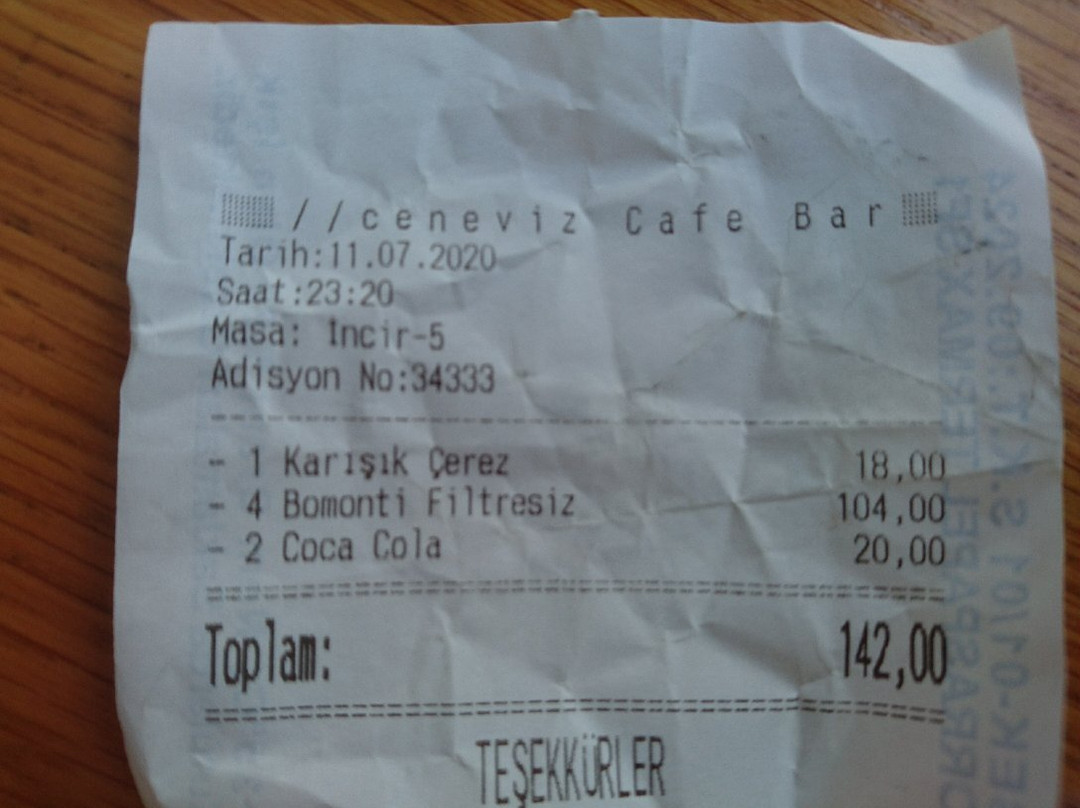 //ceneviz Cafe Bar
Tarih:11.07.2020
Saat:23:20
Masa: İncir-5
Adisyon No:34333
- 1 Karışık Çerez 18,00
- 4 Bomonti Filtresiz 104,00
- 2 Coca Cola 20,00
Toplam: 142,00
TEŞEKKÜRLER